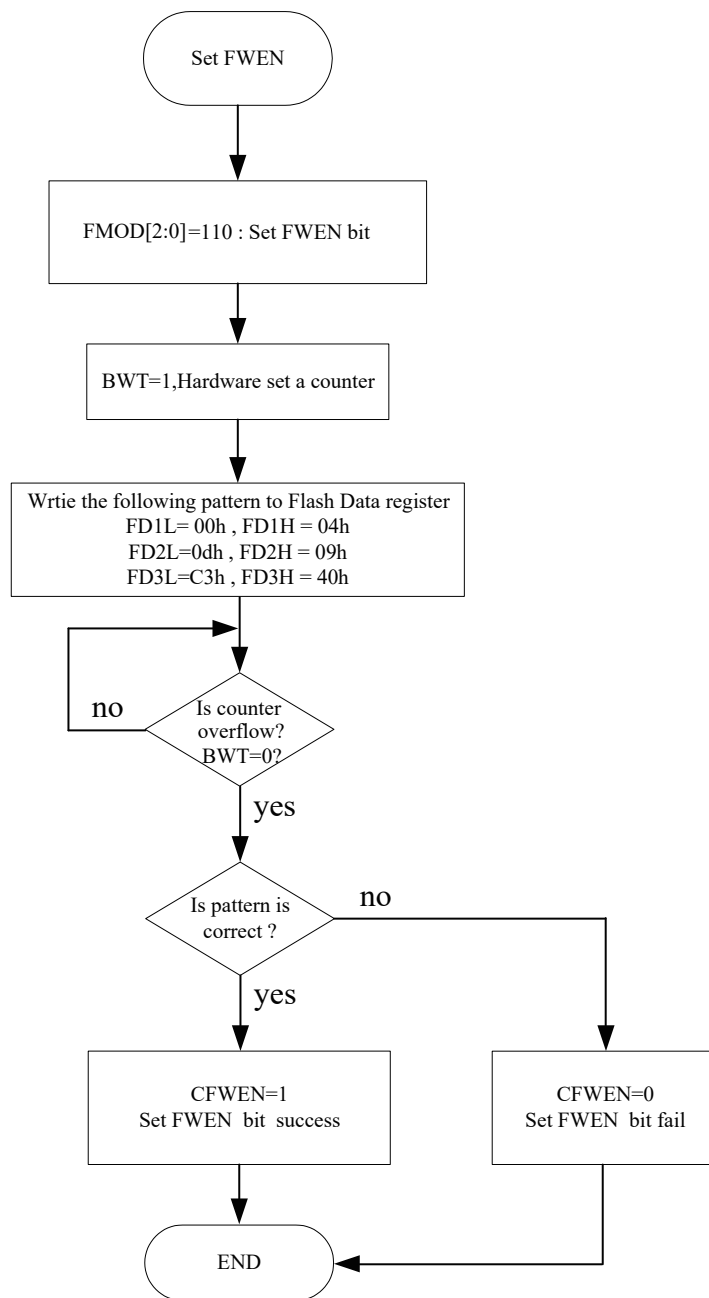 Set FWEN
FMOD[2:0]=110 : Set FWEN bit
BWT=1,Hardware set a counter
Wrtie the following pattern to Flash Data register
FD1L= 00h , FD1H = 04h
FD2L=0dh , FD2H = 09h
FD3L=C3h , FD3H = 40h
no
Is counter
overflow?
BWT=0?
yes
Is pattern is
correct ?
no
yes
CFWEN=1
Set FWEN bit success
CFWEN=0
Set FWEN bit fail
END